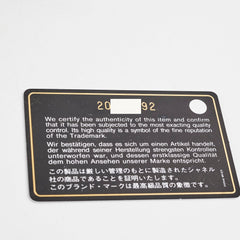 20 92
We certify the authenticity of this item and confirm
that it has been subjected to the most exacting quality
control. Its high quality is a symbol of the fine reputation
of the Trademark.
Wir bestätigen, dass es sich um einen Artikel handelt,
der während seiner Herstellung strengsten Kontrollen
unterworfen war, und dessen erstklassige Qualität
dem hohen Ansehen unserer Marke entspricht.
この製品は厳しい管理のもとに製造されたシャネル
社の商品であることを証明いたします。
このブランド・マークは最高級品質の象徴です。